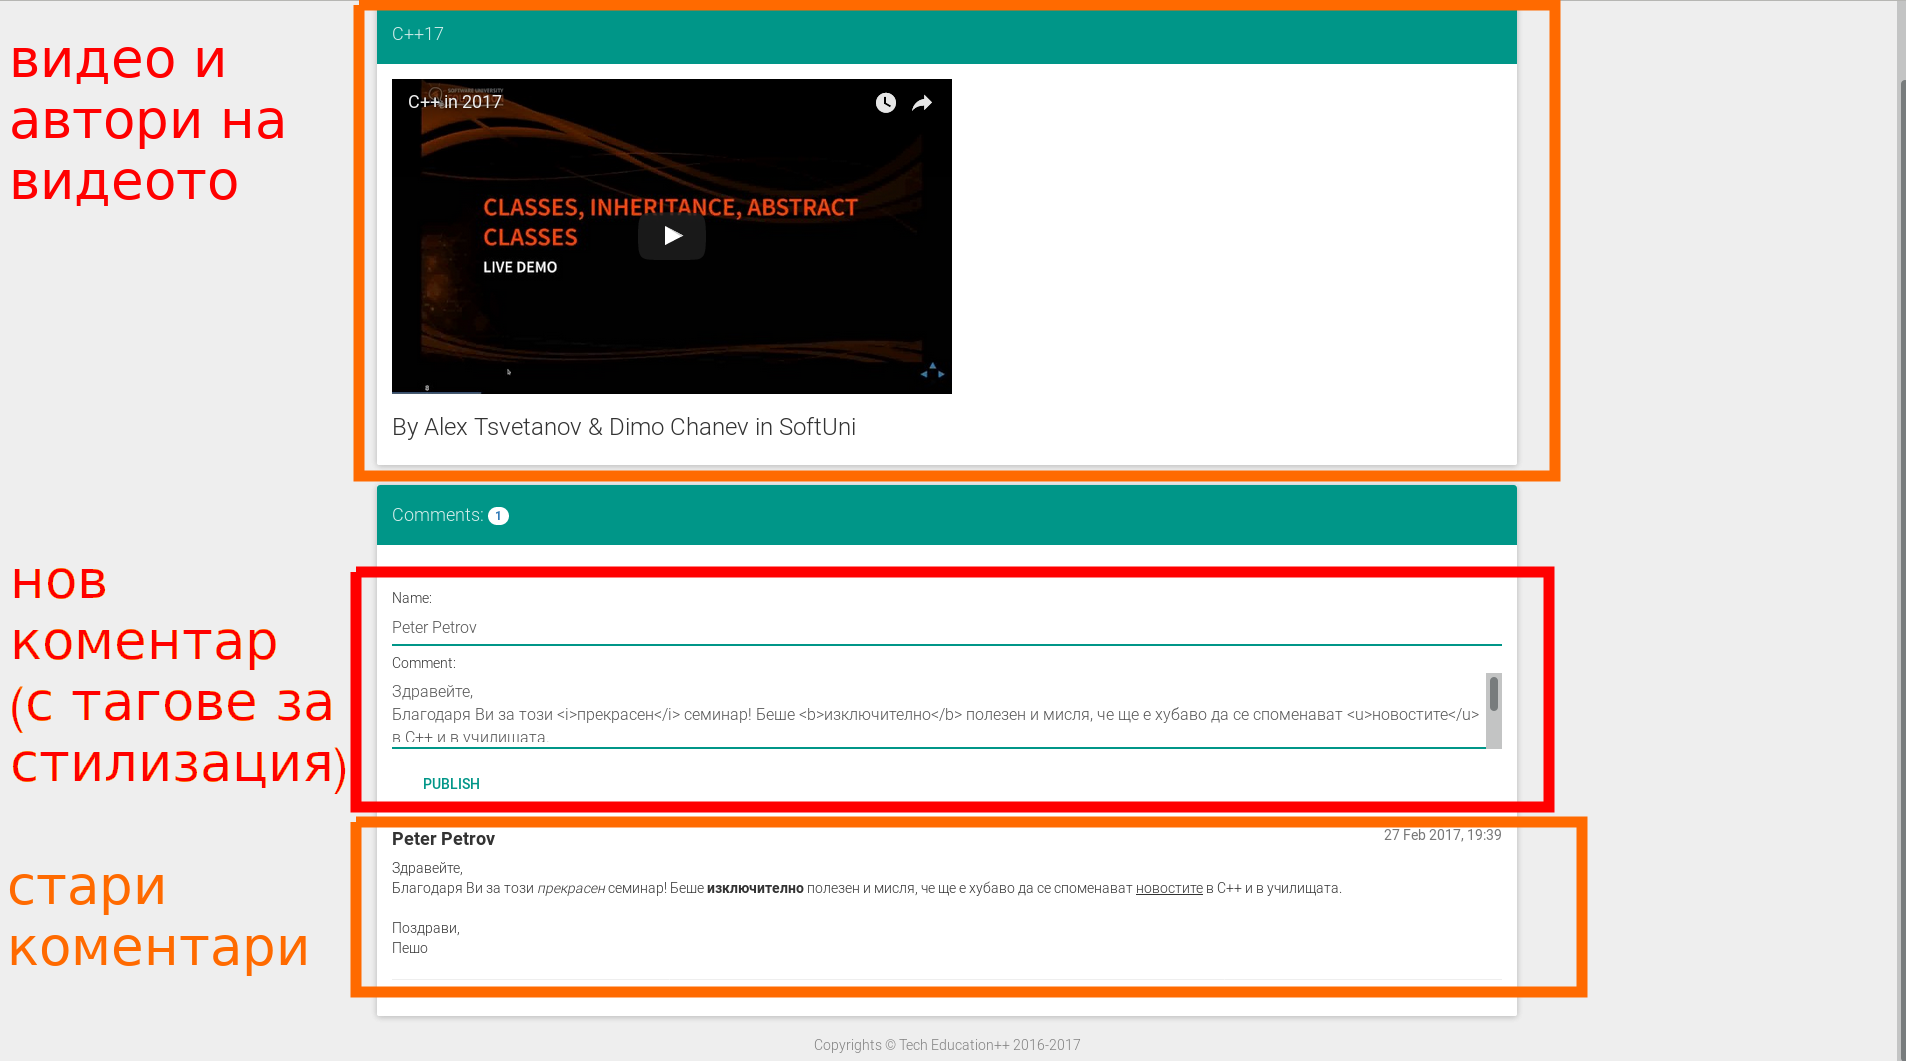 видео и
автори на
видеото
C++17
SOFTWARE UNIVERSITY
C++ in 2017
CLASSES, INHERITANCE, ABSTRACT
CLASSES
LIVE DEMO
By Alex Tsvetanov & Dimo Chanev in SoftUni
Comments: 1
нов
коментар
(с тагове за
стилизация)
Name:
Peter Petrov
Comment:
Здравейте,
Благодаря Ви за този <i>прекрасен</i> семинар! Беше <b>изключително</b> полезен и мисля, че ще е хубаво да се споменават <u>новостите</u>
в C++ и в училищата.
PUBLISH
стари
коментари
Peter Petrov
27 Feb 2017, 19:39
Здравейте,
Благодаря Ви за този прекрасен семинар! Беше изключително полезен и мисля, че ще е хубаво да се споменават новостите в C++ и в училищата.
Поздрави,
Пешо
Copyrights © Tech Education++ 2016-2017